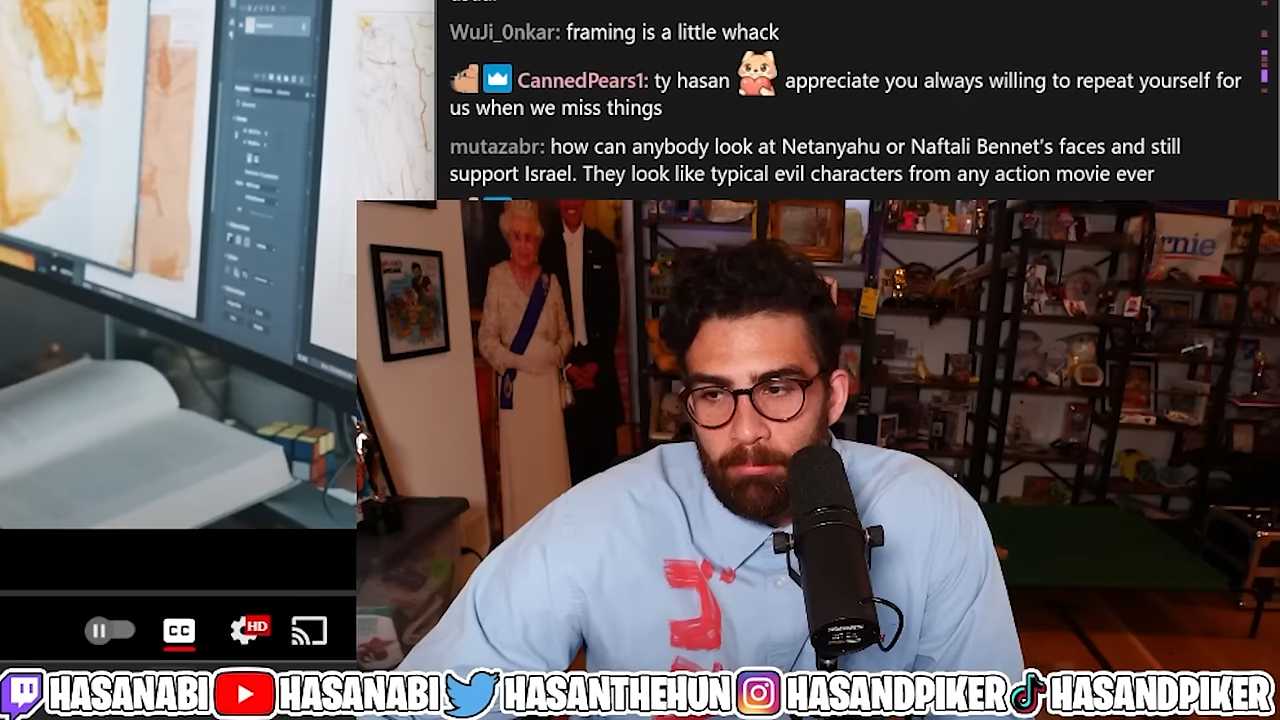 WuJi_0nkar: framing is a little whack
CannedPears1: ty hasan appreciate you always willing to repeat yourself for
us when we miss things
mutazabr: how can anybody look at Netanyahu or Naftali Bennet's faces and still
support Israel. They look like typical evil characters from any action movie ever
rnie
CC
HD
HASANABI HASANABI HASANTHEHUN HASANDPIKER HASANDPIKER